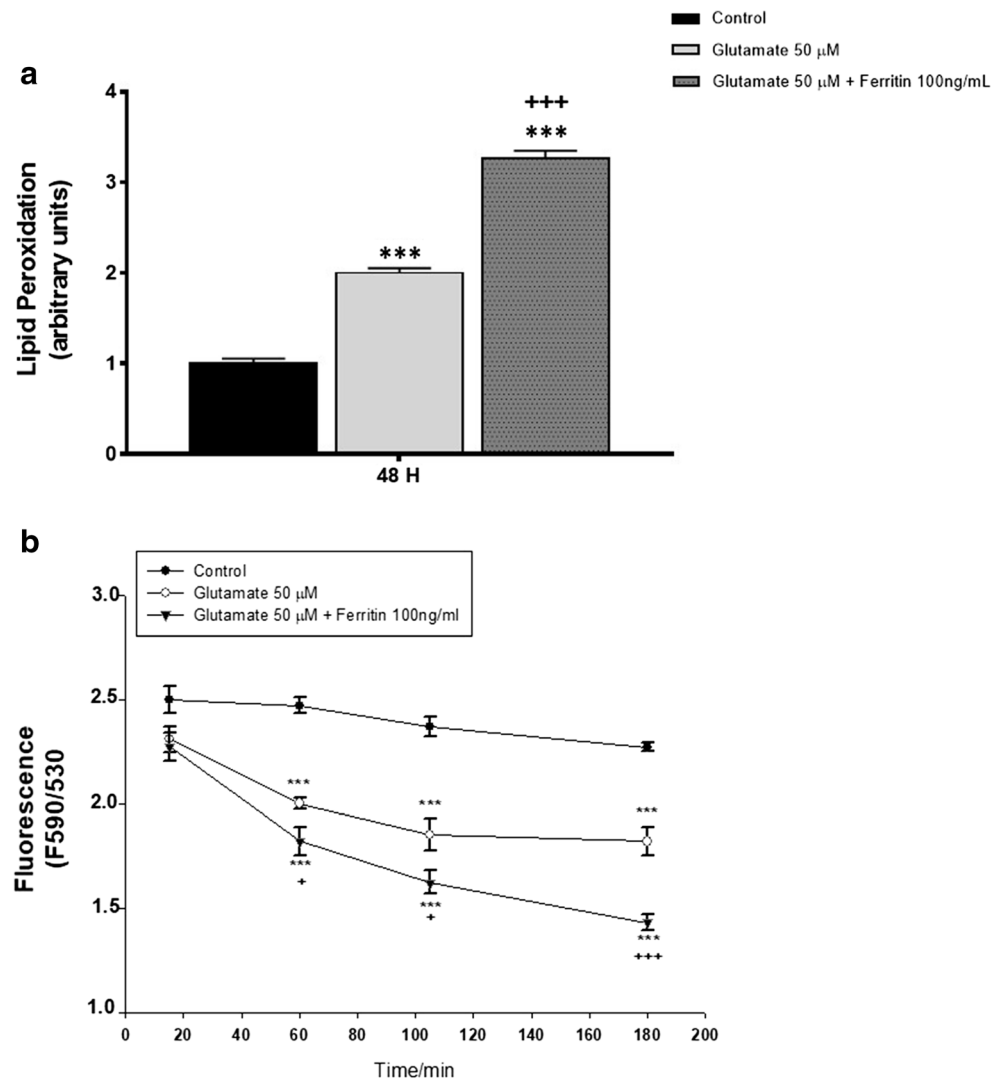 Control
Glutamate 50 μM
Glutamate 50 μM + Ferritin 100ng/mL
a
Lipid Peroxidation
(arbitrary units)
4
3
2
1
0
+++
***
***
48 H
b
Control
Glutamate 50 μM
Glutamate 50 μM + Ferritin 100ng/ml
Fluorescence
(F590/530
3.0
2.5
2.0
1.5
1.0
***
***
***
***
+
***
+
***
+++
0 20 40 60 80 100 120 140 160 180 200
Time/min